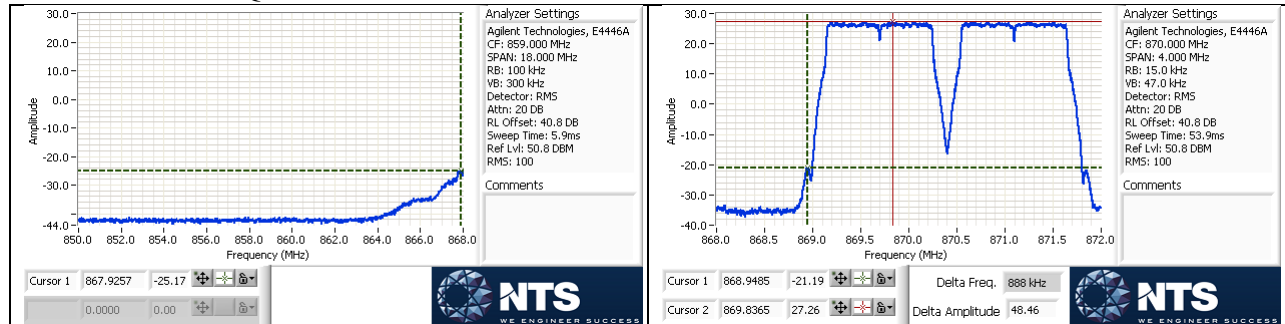 Analyzer Settings
Agilent Technologies, E4446A
CF: 859.000 MHz
SPAN: 18.000 MHz
RB: 100 kHz
VB: 300 kHz
Detector: RMS
Attn: 20 DB
RL Offset: 40.8 DB
Sweep Time: 5.9ms
Ref Lvl: 50.8 DBM
RMS: 100
Comments
Amplitude
30.0
20.0
10.0
0.0
-10.0
-20.0
-30.0
-44.0
850.0 852.0 854.0 856.0 858.0 860.0 862.0 864.0 866.0 868.0
Frequency (MHz)
Cursor 1 867.9257 -25.17
0.0000 0.00
NTS
WE ENGINEER SUCCESS
Analyzer Settings
Agilent Technologies, E4446A
CF: 870.000 MHz
SPAN: 4.000 MHz
RB: 15.0 kHz
VB: 47.0 kHz
Detector: RMS
Attn: 20 DB
RL Offset: 40.8 DB
Sweep Time: 53.9ms
Ref Lvl: 50.8 DBM
RMS: 100
Comments
Amplitude
30.0
20.0
10.0
0.0
-10.0
-20.0
-30.0
-40.0
868.0 868.5 869.0 869.5 870.0 870.5 871.0 871.5 872.0
Frequency (MHz)
Cursor 1 868.9485 -21.19
Cursor 2 869.8365 27.26
Delta Freq. 888 kHz
Delta Amplitude 48.46
NTS
WE ENGINEER SUCCESS